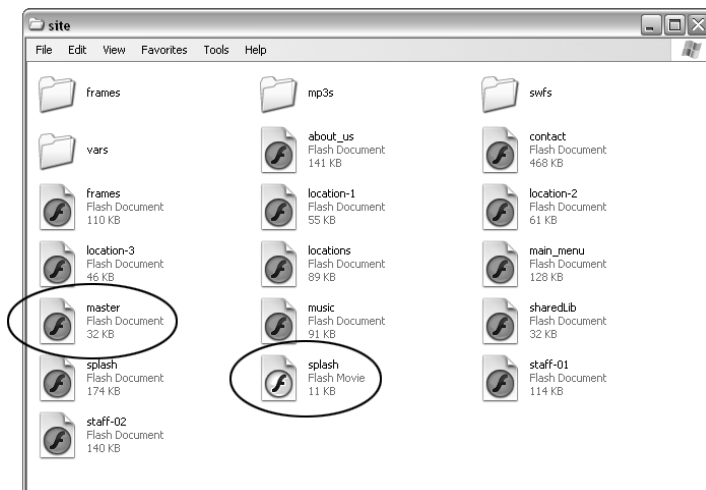 site
File Edit View Favorites Tools Help
frames
mp3s
swfs
vars
about_us
Flash Document
141 KB
contact
Flash Document
468 KB
frames
Flash Document
110 KB
location-1
Flash Document
55 KB
location-2
Flash Document
61 KB
location-3
Flash Document
46 KB
locations
Flash Document
89 KB
main_menu
Flash Document
128 KB
master
Flash Document
32 KB
music
Flash Document
91 KB
sharedLib
Flash Document
32 KB
splash
Flash Document
174 KB
splash
Flash Movie
11 KB
staff-01
Flash Document
114 KB
staff-02
Flash Document
140 KB